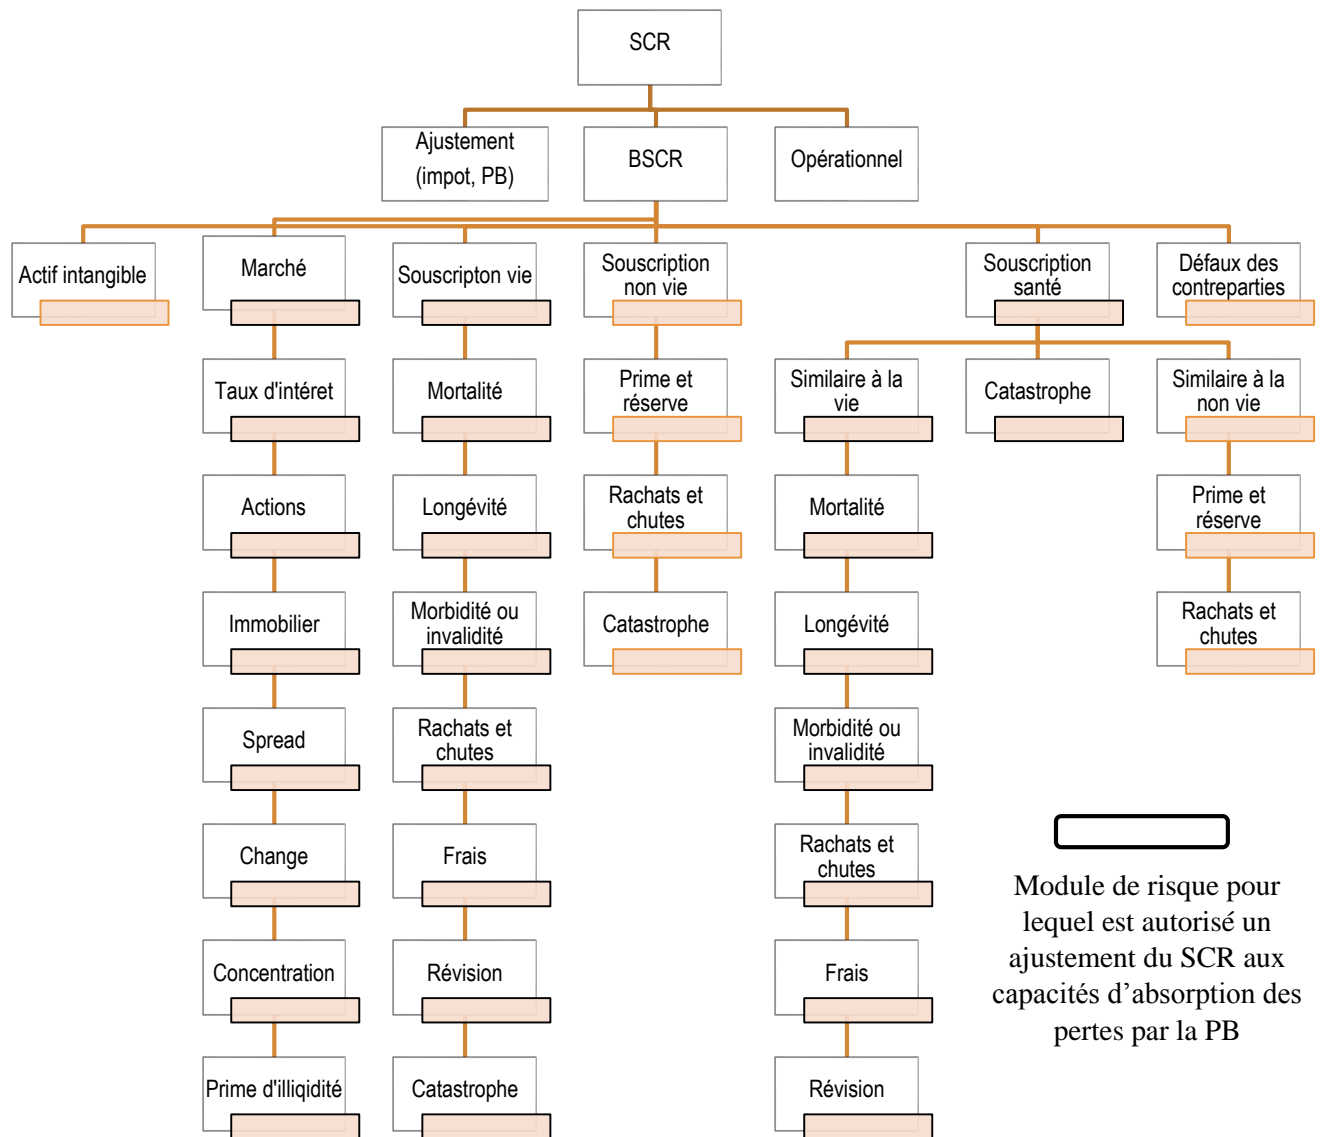 SCR
Ajustement
(impot, PB)
BSCR
Opérationnel
Actif intangible
Marché
Souscripton vie
Souscription
non vie
Souscription
santé
Défaux des
contreparties
Taux d'intéret
Mortalité
Prime et
réserve
Similaire à la
vie
Catastrophe
Similaire à la
non vie
Actions
Longévité
Rachats et
chutes
Mortalité
Prime et
réserve
Immobilier
Morbidité ou
invalidité
Catastrophe
Longévité
Rachats et
chutes
Spread
Rachats et
chutes
Morbidité ou
invalidité
Change
Frais
Rachats et
chutes
Concentration
Révision
Frais
Prime d'illiqidité
Catastrophe
Révision
Module de risque pour
lequel est autorisé un
ajustement du SCR aux
capacités d’absorption des
pertes par la PB